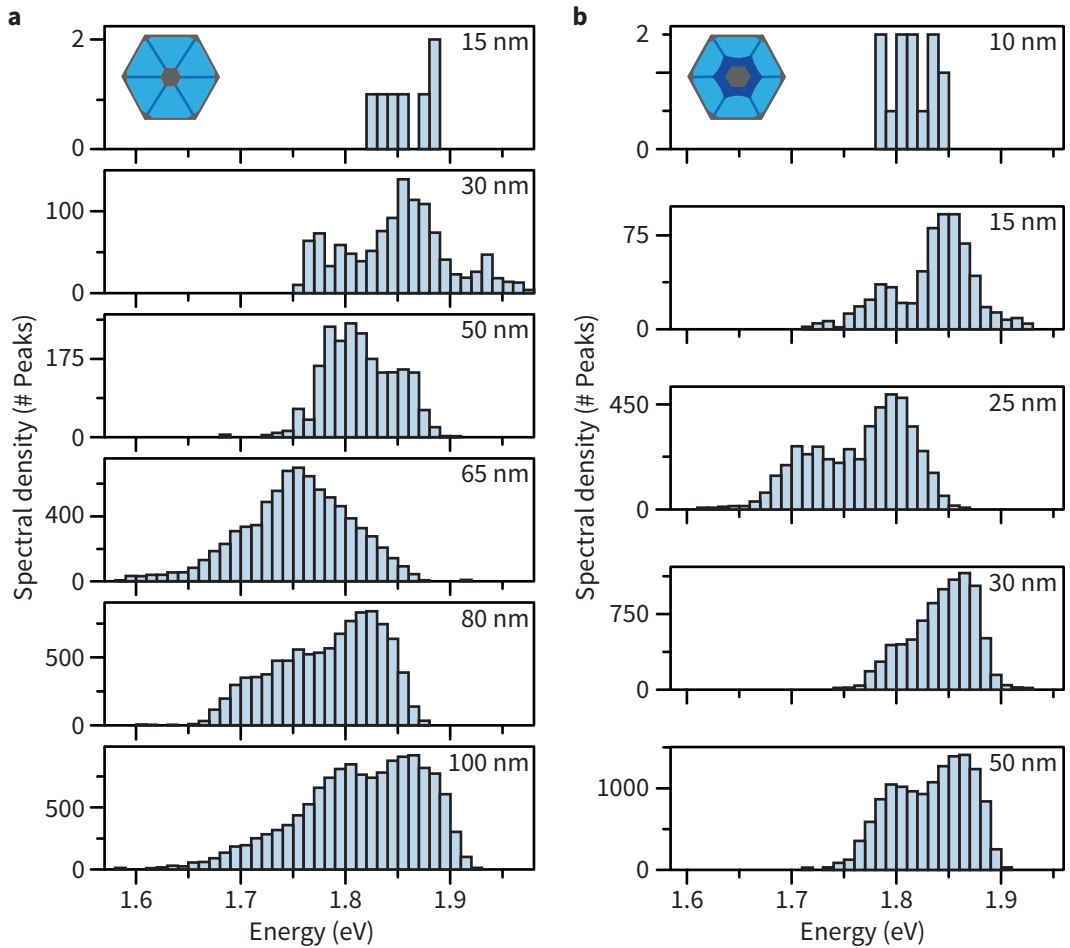 a
Spectral density (# Peaks)
15 nm
2
0
30 nm
100
0
50 nm
175
0
65 nm
400
0
80 nm
500
0
100 nm
500
0
1.6 1.7 1.8 1.9
Energy (eV)
b
Spectral density (# Peaks)
10 nm
2
0
15 nm
75
0
25 nm
450
0
30 nm
750
0
50 nm
1000
0
1.6 1.7 1.8 1.9
Energy (eV)